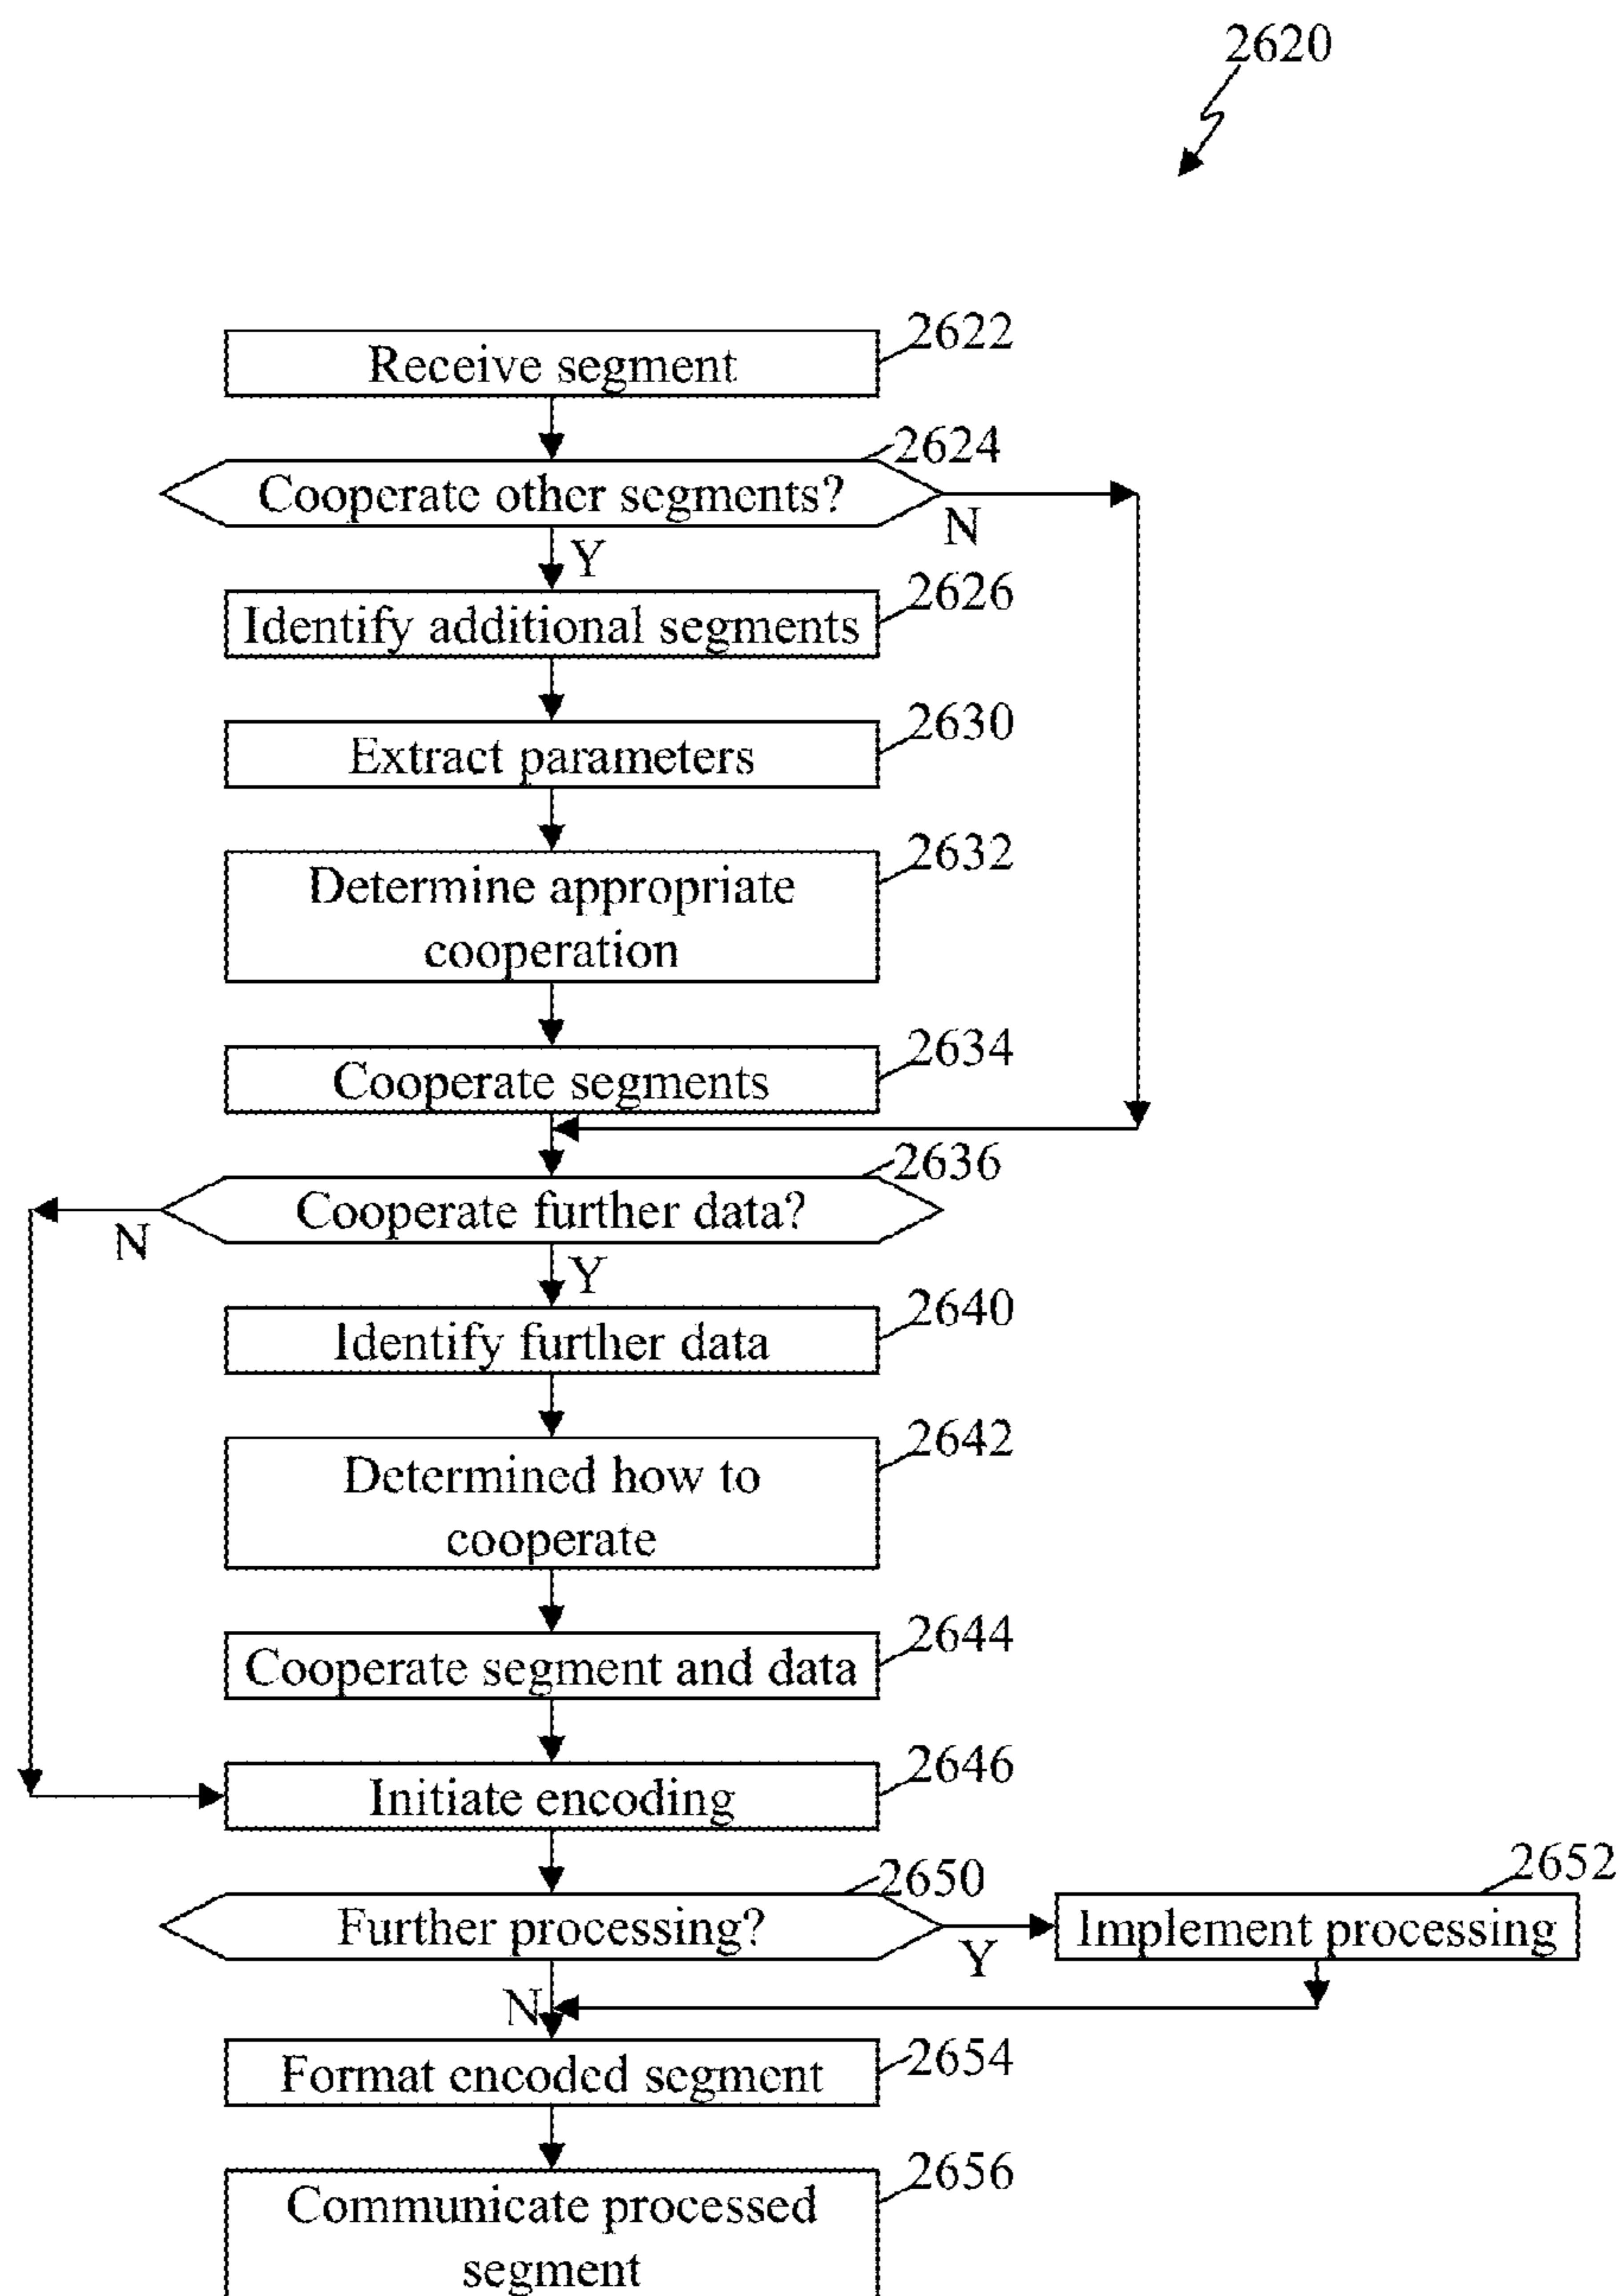 2620
Receive segment
2622
Cooperate other segments?
2624
N
Y
Identify additional segments
2626
Extract parameters
2630
Determine appropriate
cooperation
2632
Cooperate segments
2634
Cooperate further data?
2636
N
Y
Identify further data
2640
Determined how to
cooperate
2642
Cooperate segment and data
2644
Initiate encoding
2646
Further processing?
2650
Y
Implement processing
2652
N
Format encoded segment
2654
Communicate processed
segment
2656